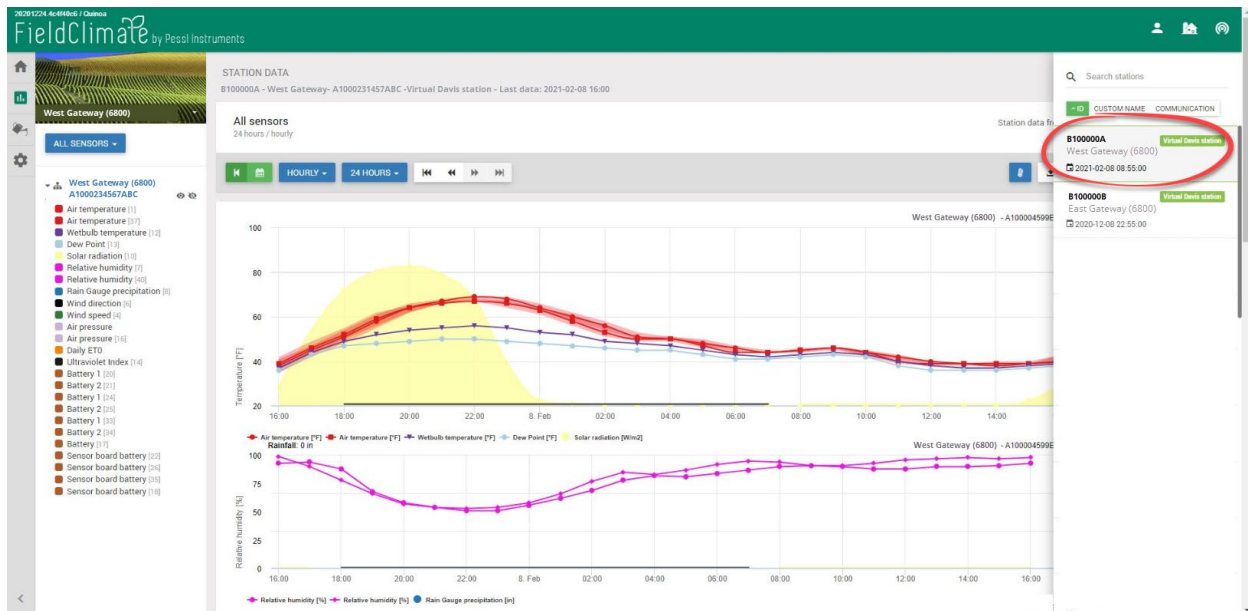 20201224.4c4f40c6 / Quinoa
FieldClimate by Pessl Instruments
West Gateway (6800)
ALL SENSORS
West Gateway (6800)
A1000234567ABC
Air temperature [1]
Air temperature [37]
Wetbulb temperature [12]
Dew Point [13]
Solar radiation [10]
Relative humidity [7]
Relative humidity [40]
Rain Gauge precipitation [8]
Wind direction [6]
Wind speed [4]
Air pressure
Air pressure [16]
Daily ET0
Ultraviolet Index [14]
Battery 1 [20]
Battery 2 [21]
Battery 1 [24]
Battery 2 [25]
Battery 1 [33]
Battery 2 [34]
Battery [17]
Sensor board battery [22]
Sensor board battery [26]
Sensor board battery [35]
Sensor board battery [18]
STATION DATA
B100000A - West Gateway- A1000231457ABC -Virtual Davis station - Last data: 2021-02-08 16:00
All sensors
24 hours / hourly
Station data fr
HOURLY
24 HOURS
West Gateway (6800) - A100004599E
100
80
60
40
20
Temperature [°F]
16:00 18:00 20:00 22:00 8. Feb 02:00 04:00 06:00 08:00 10:00 12:00 14:00
Air temperature [°F] Air temperature [°F] Wetbulb temperature [°F] Dew Point [°F] Solar radiation [W/m2]
Rainfall: 0 in
West Gateway (6800) - A100004599E
100
75
50
25
0
Relative humidity [%]
16:00 18:00 20:00 22:00 8. Feb 02:00 04:00 06:00 08:00 10:00 12:00 14:00 16:00
Relative humidity [%] Relative humidity [%] Rain Gauge precipitation [in]
Search stations
ID CUSTOM NAME COMMUNICATION
B100000A Virtual Davis station
West Gateway (6800)
2021-02-08 08:55:00
B100000B Virtual Davis station
East Gateway (6800)
2020-12-08 22:55:00